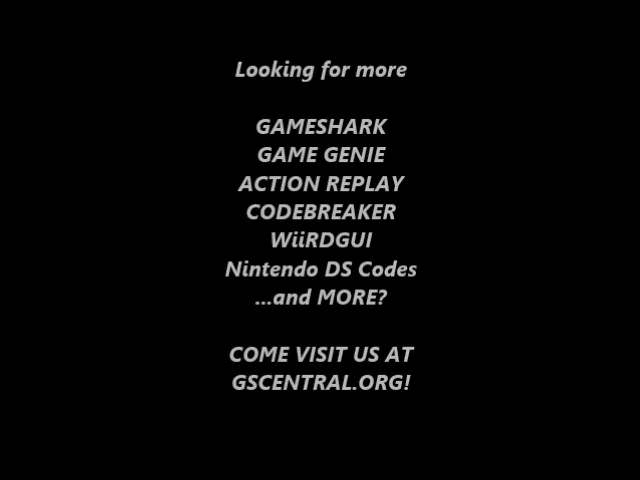 Looking for more
GAMESHARK
GAME GENIE
ACTION REPLAY
CODEBREAKER
WiiRDGUI
Nintendo DS Codes
...and MORE?
COME VISIT US AT
GSCENTRAL.ORG!